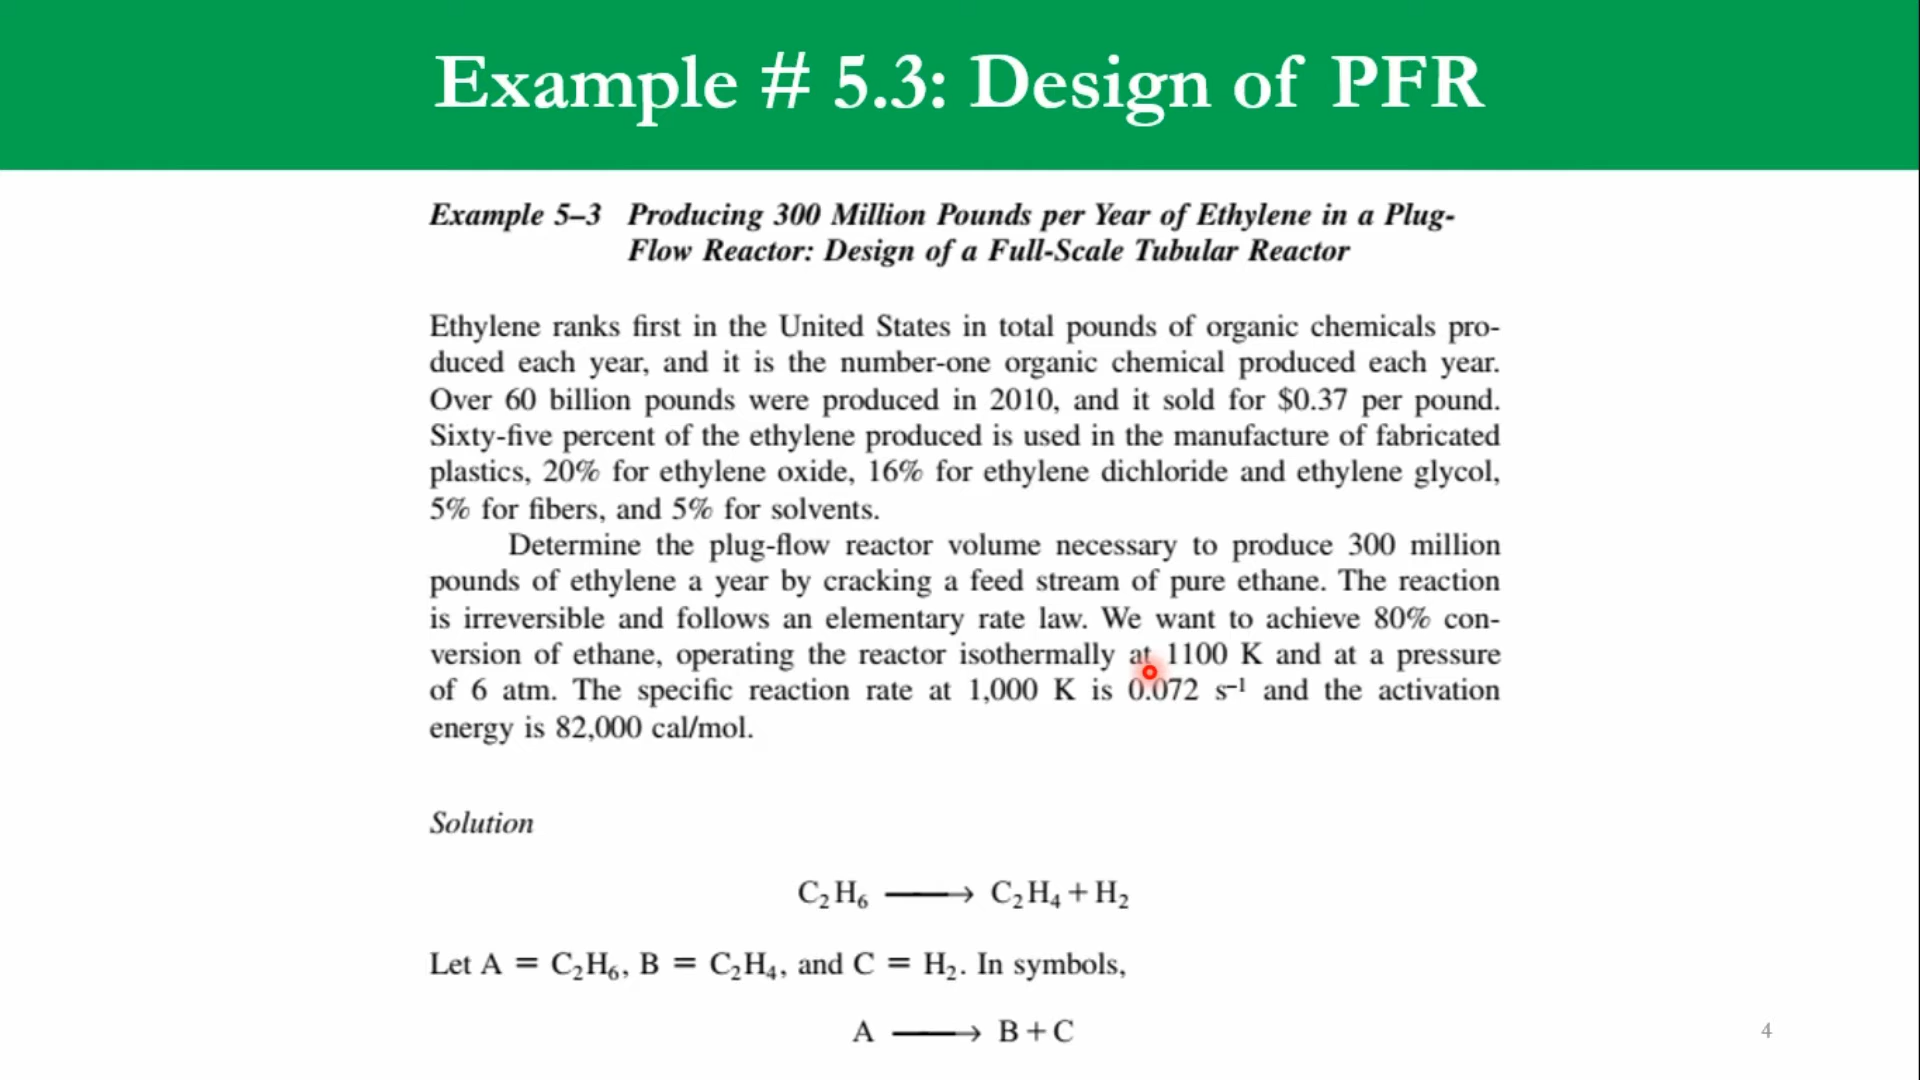 Example # 5.3: Design of PFR
Example 5–3 Producing 300 Million Pounds per Year of Ethylene in a Plug-
Flow Reactor: Design of a Full-Scale Tubular Reactor
Ethylene ranks first in the United States in total pounds of organic chemicals pro-
duced each year, and it is the number-one organic chemical produced each year.
Over 60 billion pounds were produced in 2010, and it sold for $0.37 per pound.
Sixty-five percent of the ethylene produced is used in the manufacture of fabricated
plastics, 20% for ethylene oxide, 16% for ethylene dichloride and ethylene glycol,
5% for fibers, and 5% for solvents.
Determine the plug-flow reactor volume necessary to produce 300 million
pounds of ethylene a year by cracking a feed stream of pure ethane. The reaction
is irreversible and follows an elementary rate law. We want to achieve 80% con-
version of ethane, operating the reactor isothermally at 1100 K and at a pressure
of 6 atm. The specific reaction rate at 1,000 K is 0.072 s⁻¹ and the activation
energy is 82,000 cal/mol.
Solution
C₂H₆ ⟶ C₂H₄ + H₂
Let A = C₂H₆, B = C₂H₄, and C = H₂. In symbols,
A ⟶ B + C
4